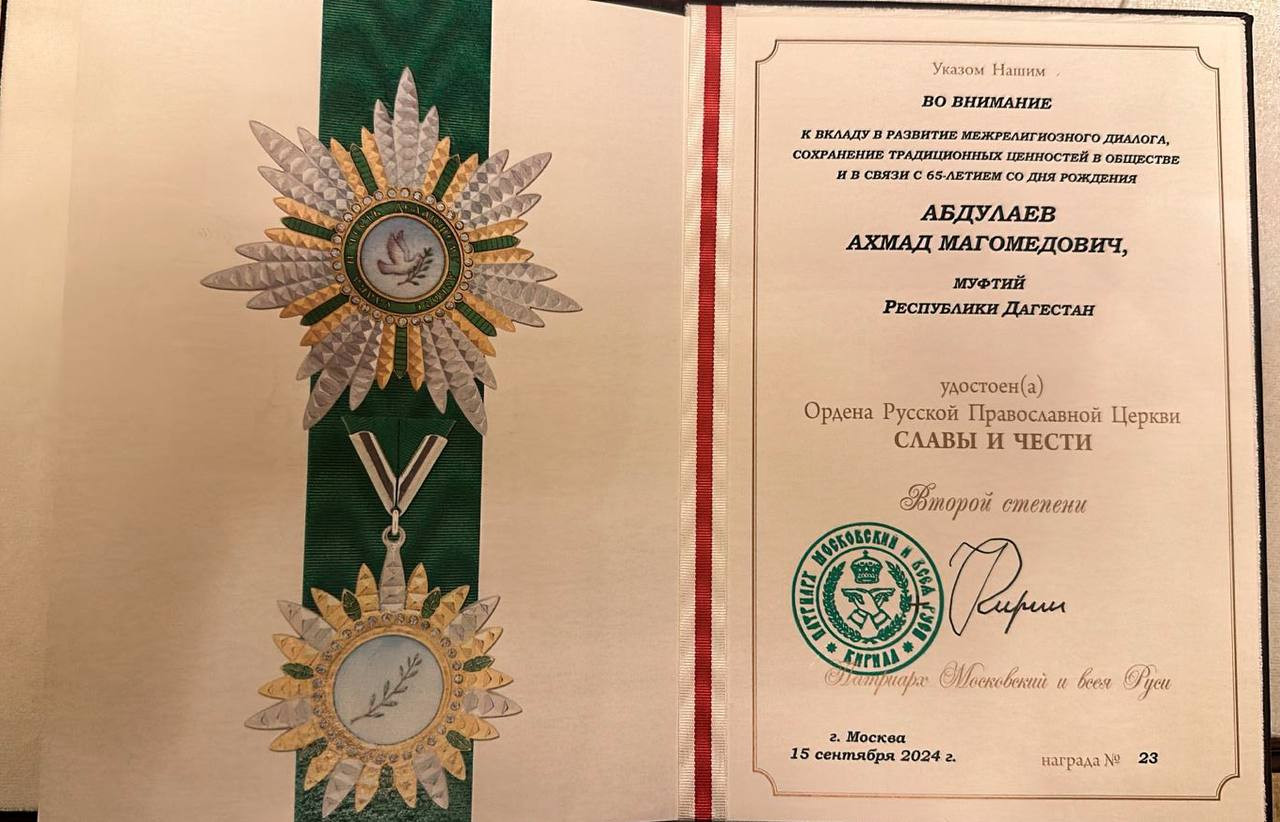 Указом Нашим
ВО ВНИМАНИЕ
К ВКЛАДУ В РАЗВИТИЕ МЕЖРЕЛИГИОЗНОГО ДИАЛОГА,
СОХРАНЕНИЕ ТРАДИЦИОННЫХ ЦЕННОСТЕЙ В ОБЩЕСТВЕ
И В СВЯЗИ С 65-ЛЕТИЕМ СО ДНЯ РОЖДЕНИЯ
АБДУЛАЕВ
АХМАД МАГОМЕДОВИЧ,
МУФТИЙ
РЕСПУБЛИКИ ДАГЕСТАН
удостоен(а)
Ордена Русской Православной Церкви
СЛАВЫ И ЧЕСТИ
Второй степени
ПАТРИАРХ МОСКОВСКИЙ И ВСЕЯ РУСИ
КИРИЛЛ
+ Кирилл
Патриарх Московский и всея Руси
г. Москва
15 сентября 2024 г.
награда № 23